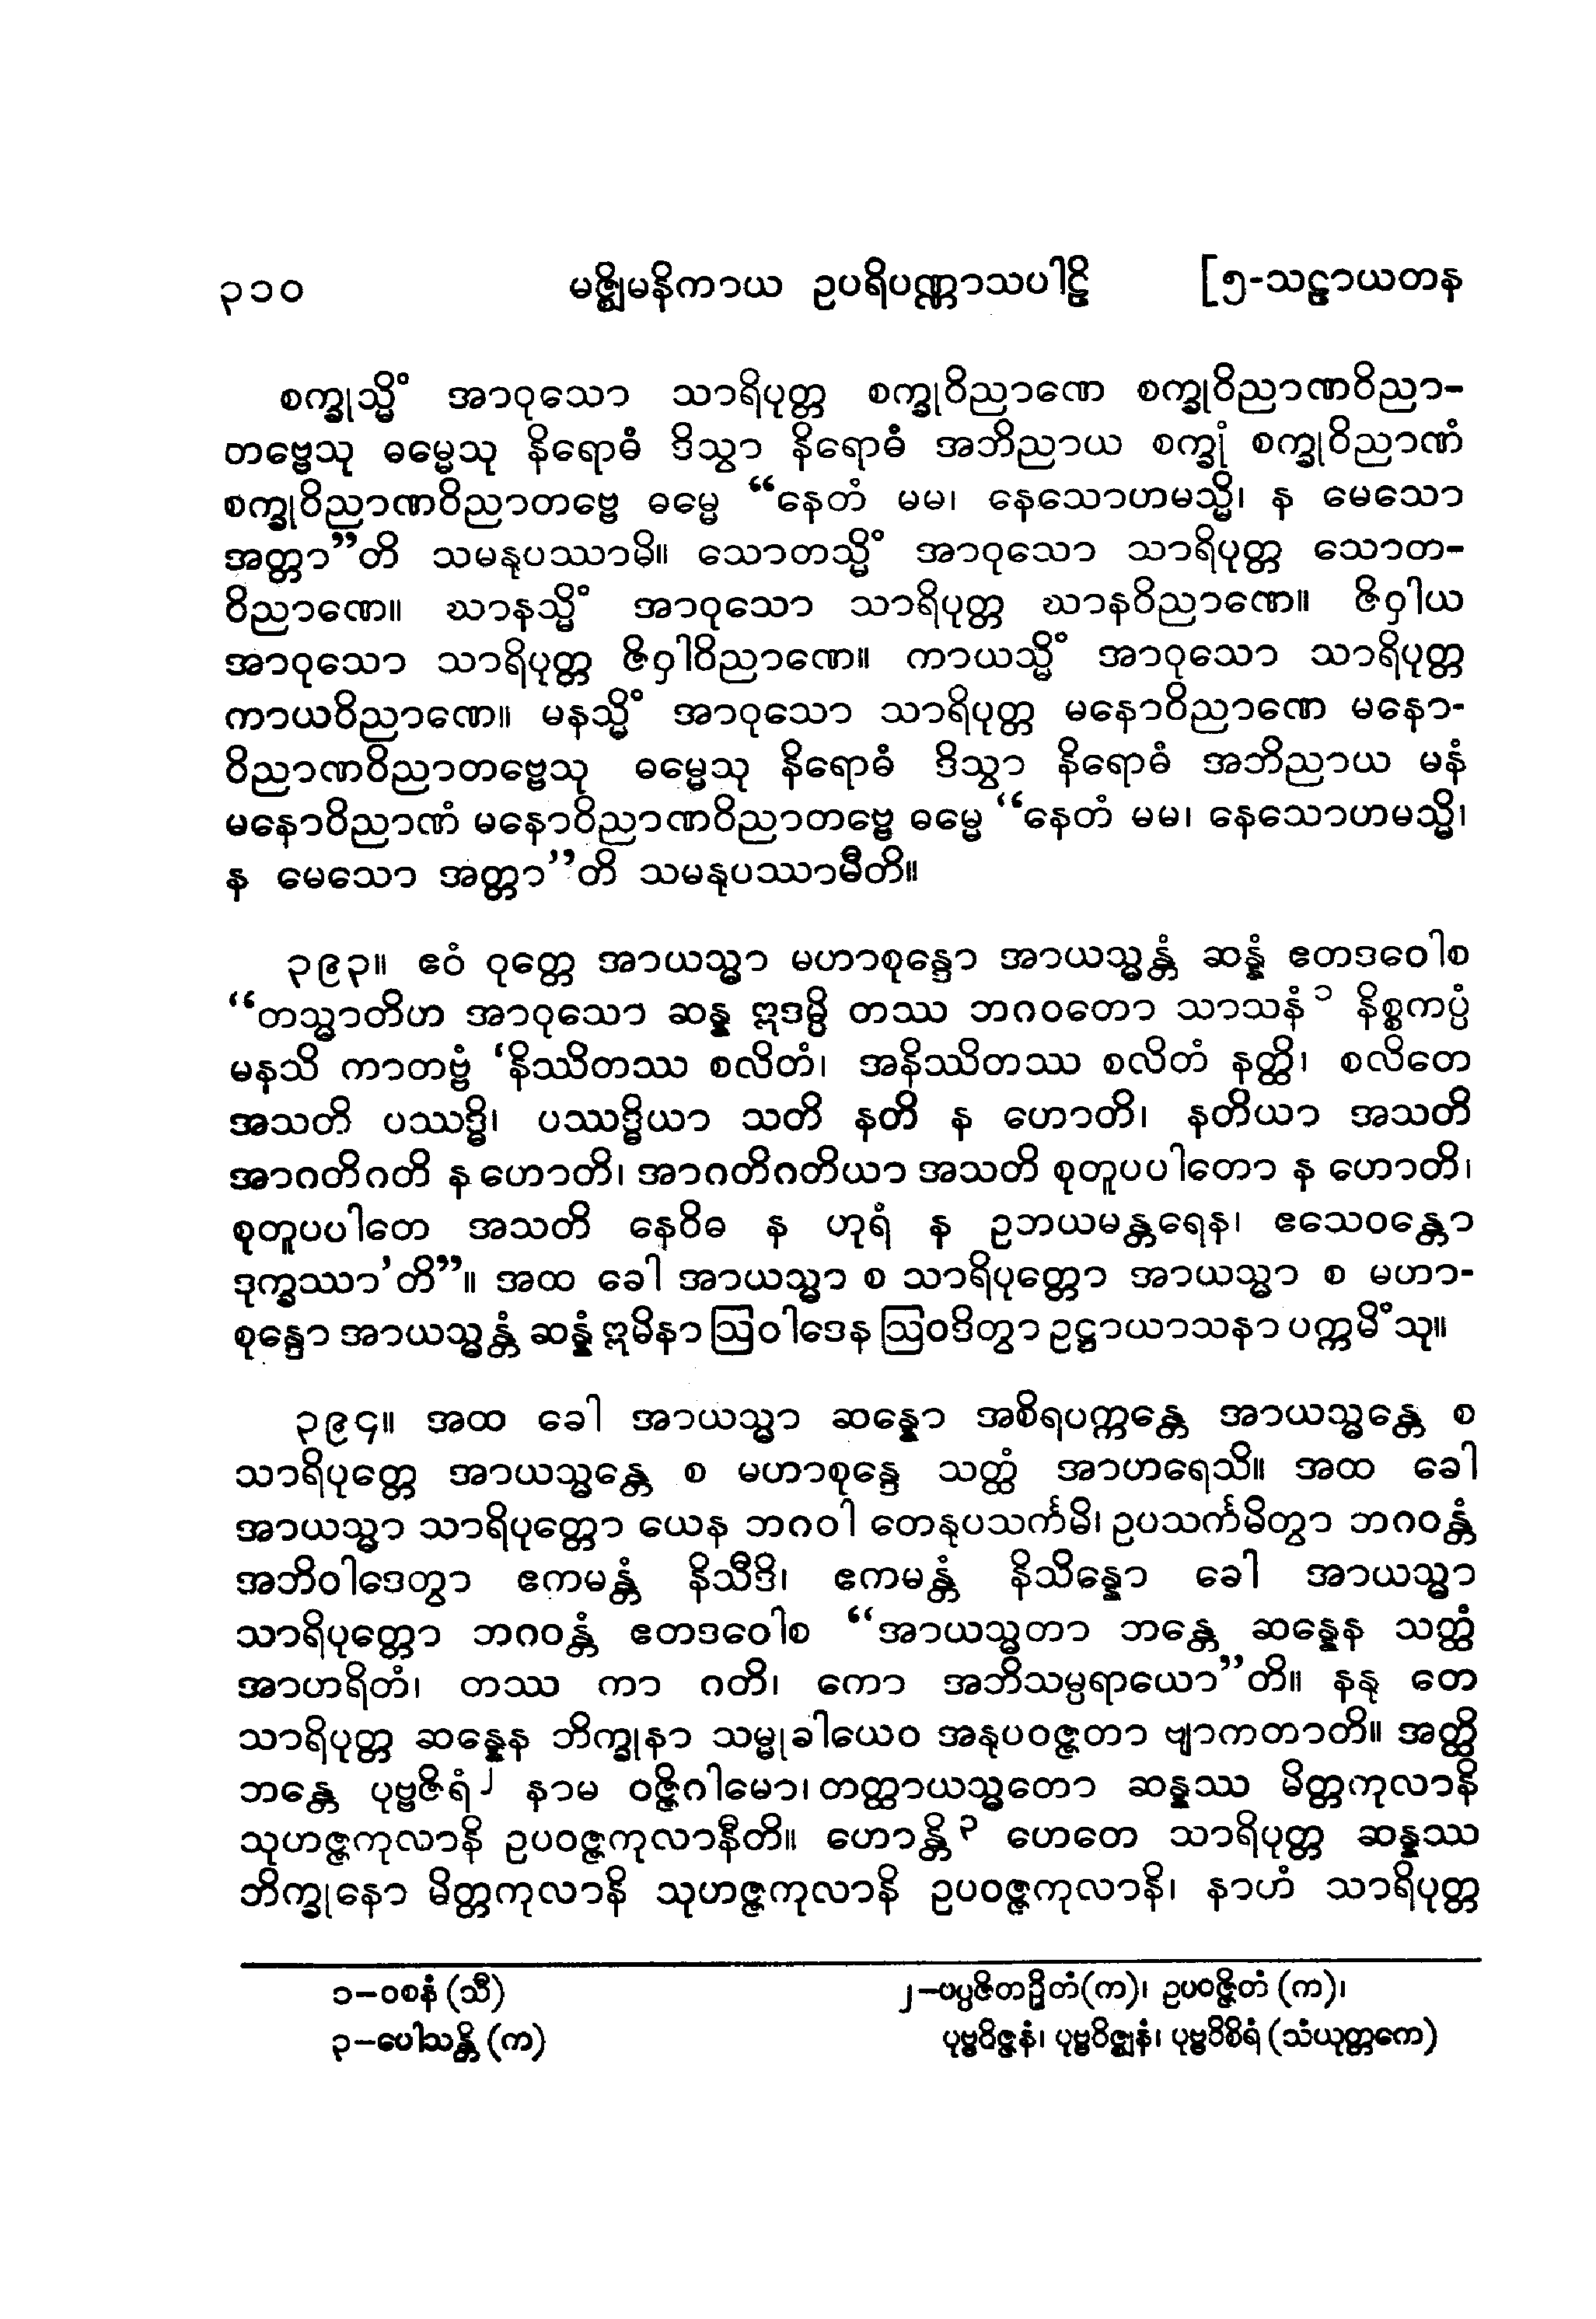 ၃၁၀ မဇ္ဈိမနိကာယ ဥပရိပဏ္ဏာသပါဠိ [၅-သဠာယတန
စက္ခုသ္မိံ အာဝုသော သာရိပုတ္တ စက္ခုဝိညာဏေ စက္ခုဝိညာဏဝိညာ-
တဗ္ဗေသု ဓမ္မေသု နိရောဓံ ဒိသွာ နိရောဓံ အဘိညာယ စက္ခုံ စက္ခုဝိညာဏံ
စက္ခုဝိညာဏဝိညာတဗ္ဗေ ဓမ္မေ “နေတံ မမ၊ နေသောဟမသ္မိ၊ န မေသော
အတ္တာ”တိ သမနုပဿာမိ။ သောတသ္မိံ အာဝုသော သာရိပုတ္တ သောတ-
ဝိညာဏေ။ ဃာနသ္မိံ အာဝုသော သာရိပုတ္တ ဃာနဝိညာဏေ။ ဇိဝှါယ
အာဝုသော သာရိပုတ္တ ဇိဝှါဝိညာဏေ။ ကာယသ္မိံ အာဝုသော သာရိပုတ္တ
ကာယဝိညာဏေ။ မနသ္မိံ အာဝုသော သာရိပုတ္တ မနောဝိညာဏေ မနော-
ဝိညာဏဝိညာတဗ္ဗေသု ဓမ္မေသု နိရောဓံ ဒိသွာ နိရောဓံ အဘိညာယ မနံ
မနောဝိညာဏံ မနောဝိညာဏဝိညာတဗ္ဗေ ဓမ္မေ “နေတံ မမ၊ နေသောဟမသ္မိ၊
န မေသော အတ္တာ”တိ သမနုပဿာမီတိ။
၃၉၃။ ဧဝံ ဝုတ္တေ အာယသ္မာ မဟာစုန္ဒော အာယသ္မန္တံ ဆန္နံ ဧတဒဝေါစ
“တသ္မာတိဟ အာဝုသော ဆန္န ဣဒမ္ပိ တဿ ဘဂဝတော သာသနံ ၁ နိစ္စကပ္ပံ
မနသိ ကာတဗ္ဗံ ‘နိဿိတဿ စလိတံ၊ အနိဿိတဿ စလိတံ နတ္ထိ၊ စလိတေ
အသတိ ပဿဒ္ဓိ၊ ပဿဒ္ဓိယာ သတိ နတိ န ဟောတိ၊ နတိယာ အသတိ
အာဂတိဂတိ န ဟောတိ၊ အာဂတိဂတိယာ အသတိ စုတူပပါတော န ဟောတိ၊
စုတူပပါတေ အသတိ နေဝိဓ န ဟုရံ န ဥဘယမန္တရေန၊ ဧသေဝန္တော
ဒုက္ခဿာ’တိ”။ အထ ခေါ အာယသ္မာ စ သာရိပုတ္တော အာယသ္မာ စ မဟာ-
စုန္ဒော အာယသ္မန္တံ ဆန္နံ ဣမိနာ ဩဝါဒေန ဩဝဒိတွာ ဥဋ္ဌာယာသနာ ပက္ကမိံသု။
၃၉၄။ အထ ခေါ အာယသ္မာ ဆန္နော အစိရပက္ကန္တေ အာယသ္မန္တေ စ
သာရိပုတ္တေ အာယသ္မန္တေ စ မဟာစုန္ဒေ သတ္ထံ အာဟရေသိ။ အထ ခေါ
အာယသ္မာ သာရိပုတ္တော ယေန ဘဂဝါ တေနုပသင်္ကမိ၊ ဥပသင်္ကမိတွာ ဘဂဝန္တံ
အဘိဝါဒေတွာ ဧကမန္တံ နိသီဒိ၊ ဧကမန္တံ နိသိန္နော ခေါ အာယသ္မာ
သာရိပုတ္တော ဘဂဝန္တံ ဧတဒဝေါစ “အာယသ္မတာ ဘန္တေ ဆန္နေန သတ္ထံ
အာဟရိတံ၊ တဿ ကာ ဂတိ၊ ကော အဘိသမ္ပရာယော”တိ။ နနု တေ
သာရိပုတ္တ ဆန္နေန ဘိက္ခုနာ သမ္မုခါယေဝ အနုပဝဇ္ဇတာ ဗျာကတာတိ။ အတ္ထိ
ဘန္တေ ပုဗ္ဗဇိရံ ၂ နာမ ဝဇ္ဇိဂါမော၊ တတ္ထာယသ္မတော ဆန္နဿ မိတ္တကုလာနိ
သုဟဇ္ဇကုလာနိ ဥပဝဇ္ဇကုလာနီတိ။ ဟောန္တိ ၃ ဟေတေ သာရိပုတ္တ ဆန္နဿ
ဘိက္ခုနော မိတ္တကုလာနိ သုဟဇ္ဇကုလာနိ ဥပဝဇ္ဇကုလာနိ၊ နာဟံ သာရိပုတ္တ
၁–ဝစနံ (သီ) ၂–ပပ္ပဇိတဉှိတံ(က)၊ ဥပဝဇ္ဇိတံ (က)၊
၃–ပေါသန္တိ (က) ပုဗ္ဗဝိဇ္ဇနံ၊ ပုဗ္ဗဝိဇ္ဈနံ၊ ပုဗ္ဗဝိစိရံ (သံယုတ္တကေ)